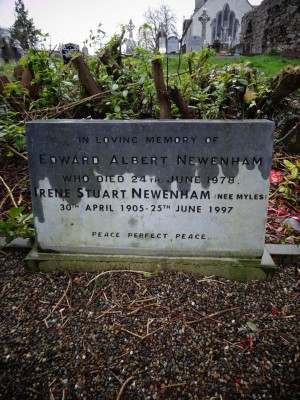 IN LOVING MEMORY OF
EDWARD ALBERT NEWENHAM
WHO DIED 24TH JUNE 1978.
IRENE STUART NEWENHAM (NEE MYLES)
30TH APRIL 1905-25TH JUNE 1997
PEACE PERFECT PEACE.